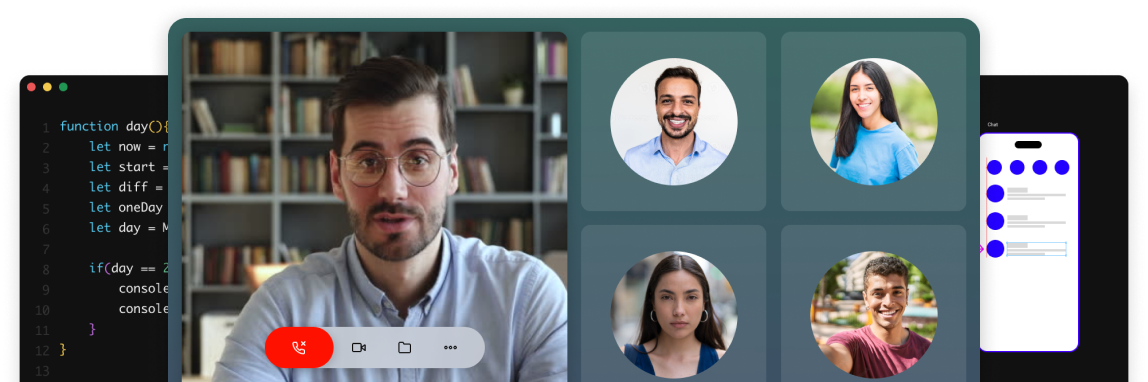 1 function day(){
2 let now = n
3 let start =
4 let diff =
5 let oneDay
6 let day = M
7
8 if(day == 2
9 console
10 console
11 }
12 }
13
Chat